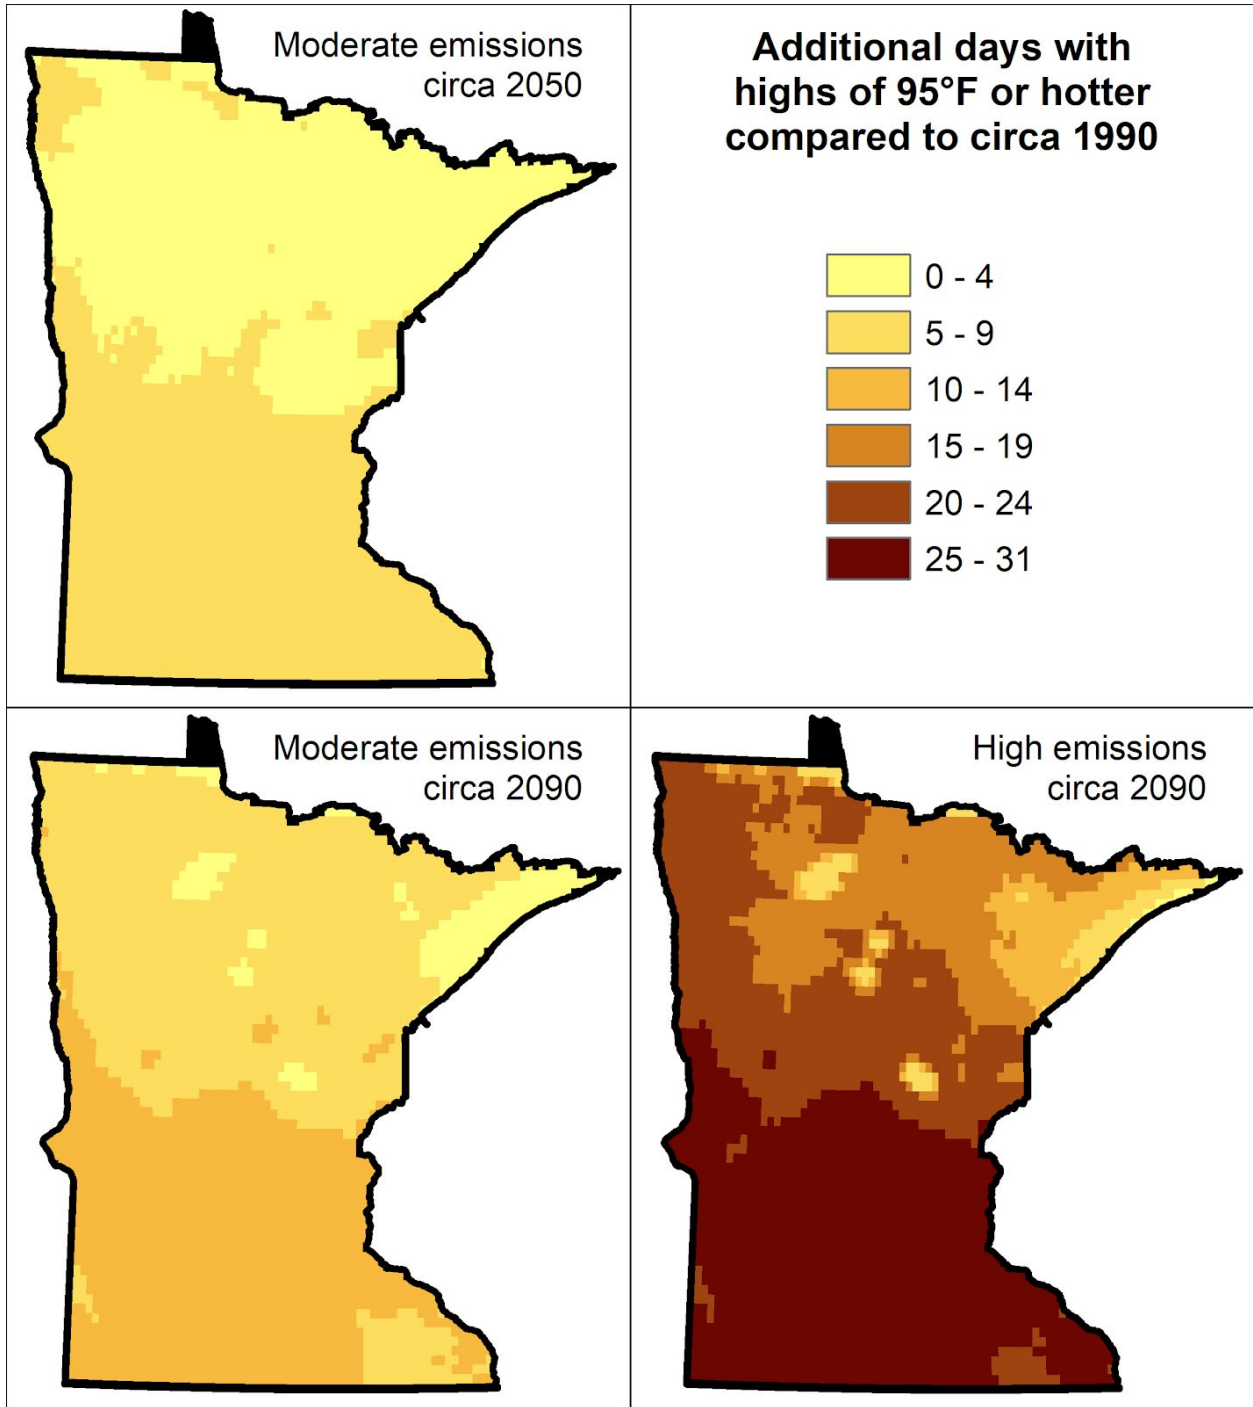 Moderate emissions
circa 2050
Additional days with
highs of 95°F or hotter
compared to circa 1990
0 - 4
5 - 9
10 - 14
15 - 19
20 - 24
25 - 31
Moderate emissions
circa 2090
High emissions
circa 2090